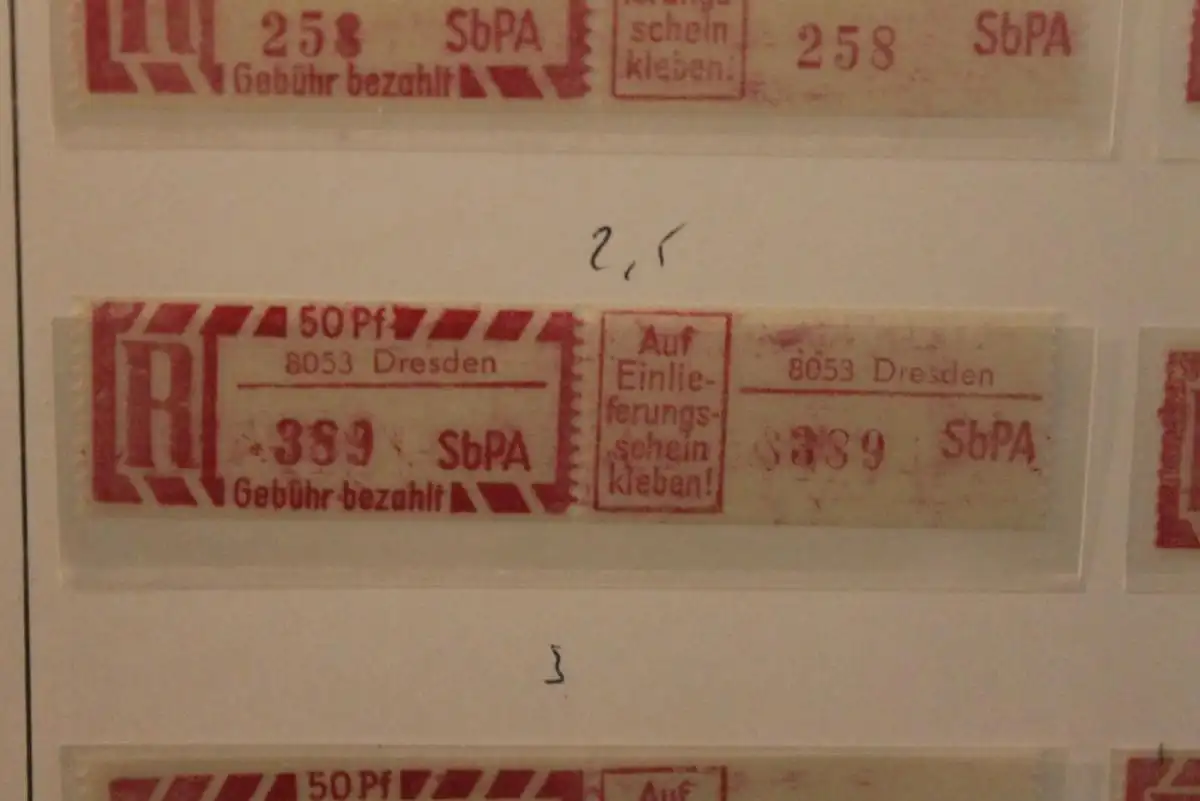 R
258 SbPA
Gebühr bezahlt
schein
kleben!
258 SbPA
2,5
R
50 Pf
8053 Dresden
389 SbPA
Gebühr bezahlt
Auf
Einlie-
ferungs-
schein
kleben!
8053 Dresden
389 SbPA
3
50 Pf
Auf